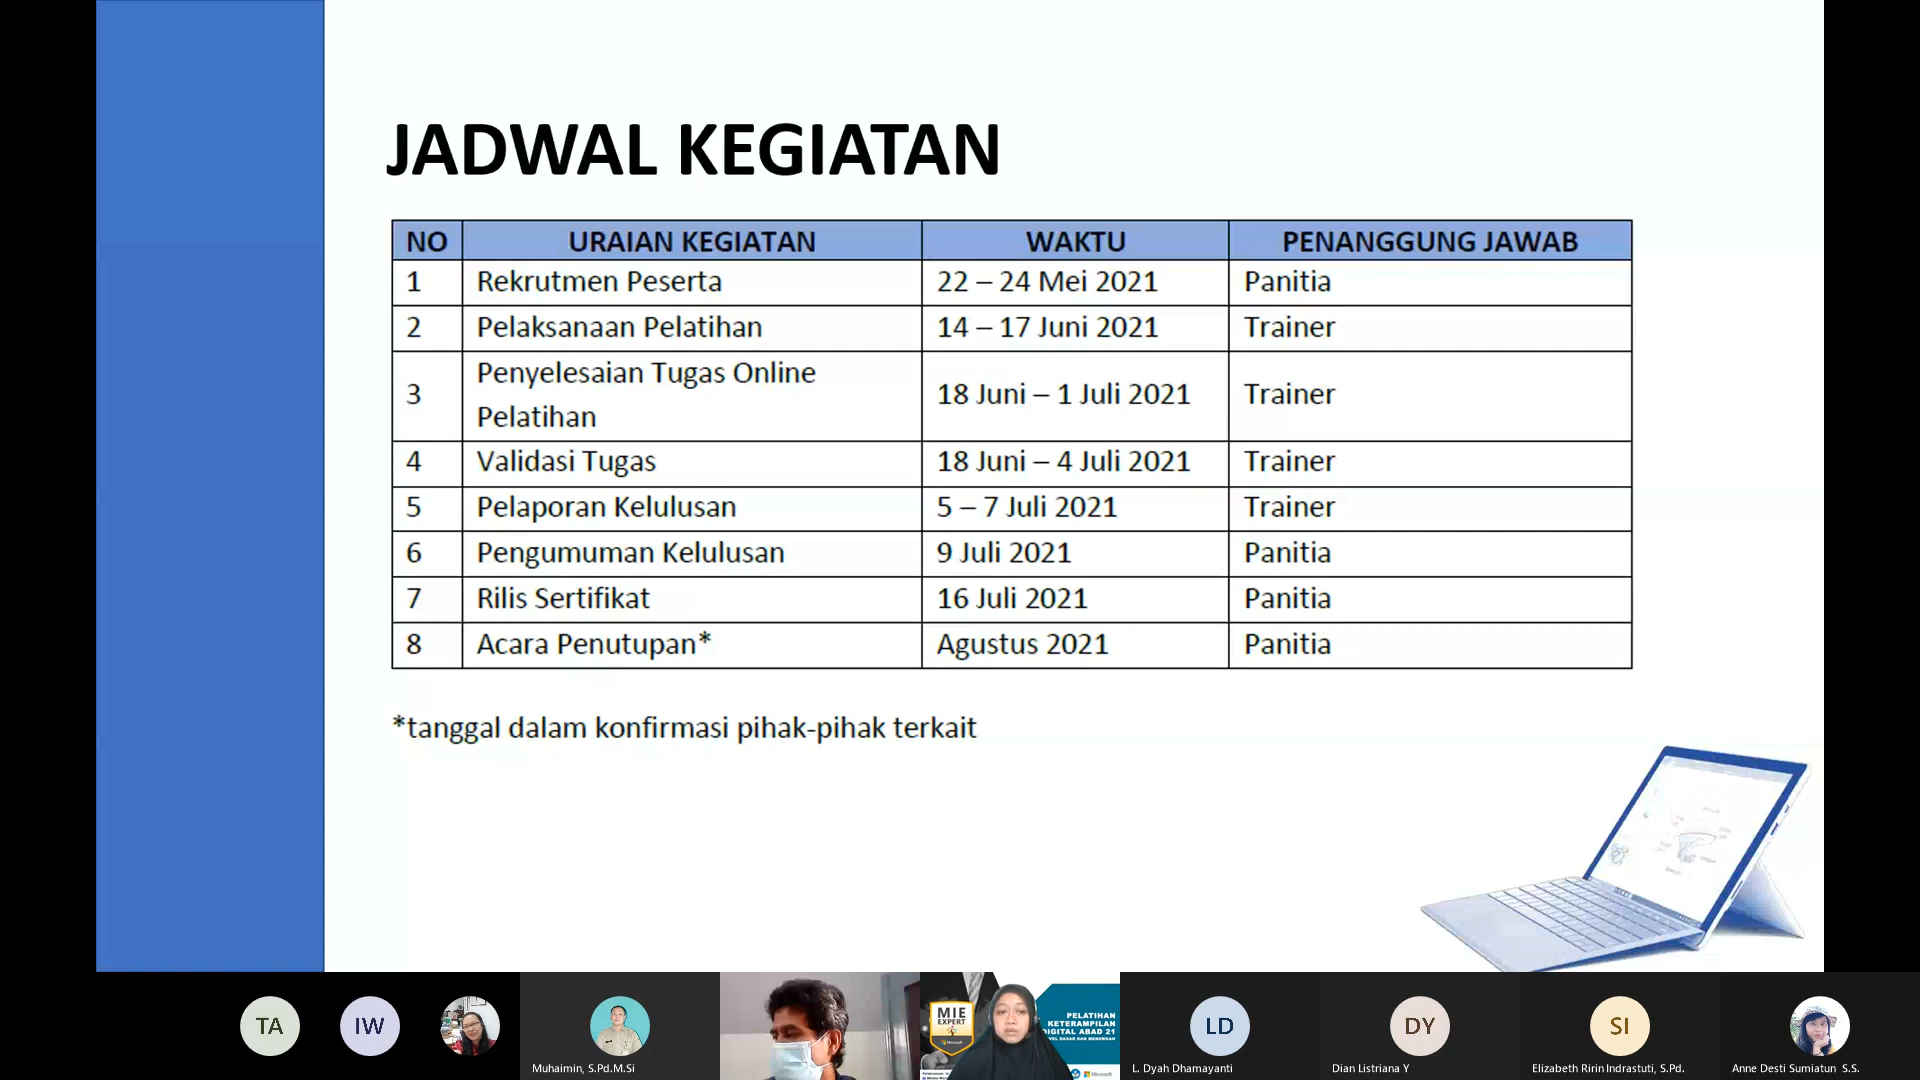 JADWAL KEGIATAN
NO URAIAN KEGIATAN WAKTU PENANGGUNG JAWAB
1 Rekrutmen Peserta 22 – 24 Mei 2021 Panitia
2 Pelaksanaan Pelatihan 14 – 17 Juni 2021 Trainer
3 Penyelesaian Tugas Online Pelatihan 18 Juni – 1 Juli 2021 Trainer
4 Validasi Tugas 18 Juni – 4 Juli 2021 Trainer
5 Pelaporan Kelulusan 5 – 7 Juli 2021 Trainer
6 Pengumuman Kelulusan 9 Juli 2021 Panitia
7 Rilis Sertifikat 16 Juli 2021 Panitia
8 Acara Penutupan* Agustus 2021 Panitia
*tanggal dalam konfirmasi pihak-pihak terkait
TA
IW
Muhaimin, S.Pd.M.Si
MIE
EXPERT
Microsoft
PELATIHAN
KETERAMPILAN
DIGITAL ABAD 21
Microsoft
LD
L. Dyah Dhamayanti
DY
Dian Listriana Y
SI
Elizabeth Ririn Indrastuti, S.Pd.
Anne Desti Sumiatun S.S.